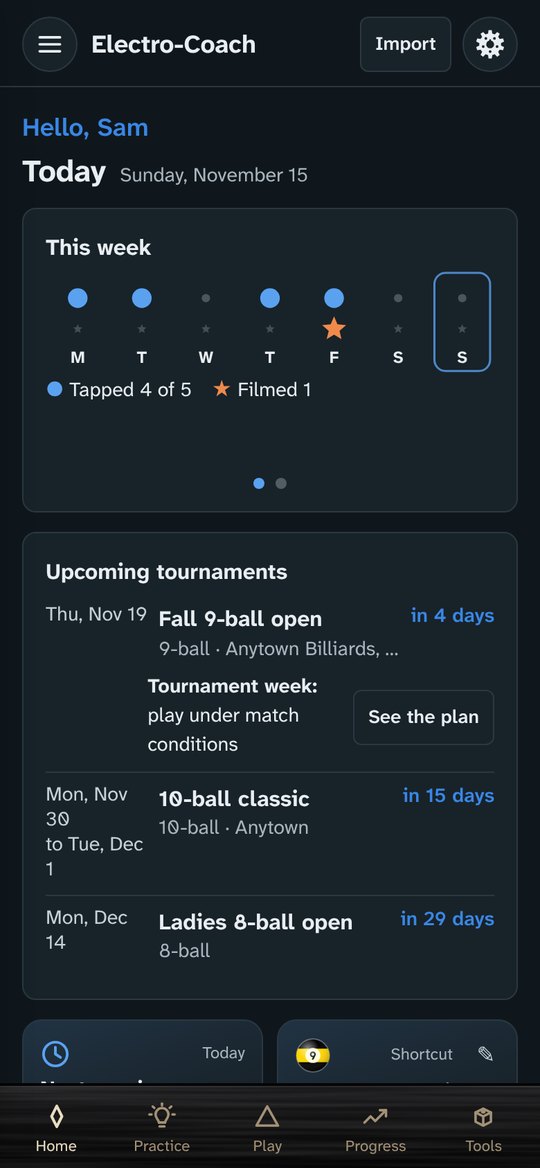 Electro-Coach
Import
Hello, Sam
Today Sunday, November 15
This week
M T W T F S S
Tapped 4 of 5 Filmed 1
Upcoming tournaments
Thu, Nov 19 Fall 9-ball open in 4 days
9-ball · Anytown Billiards, ...
Tournament week:
play under match
conditions
See the plan
Mon, Nov
30
to Tue, Dec
1
10-ball classic in 15 days
10-ball · Anytown
Mon, Dec
14
Ladies 8-ball open in 29 days
8-ball
Today
9
Shortcut
Home Practice Play Progress Tools